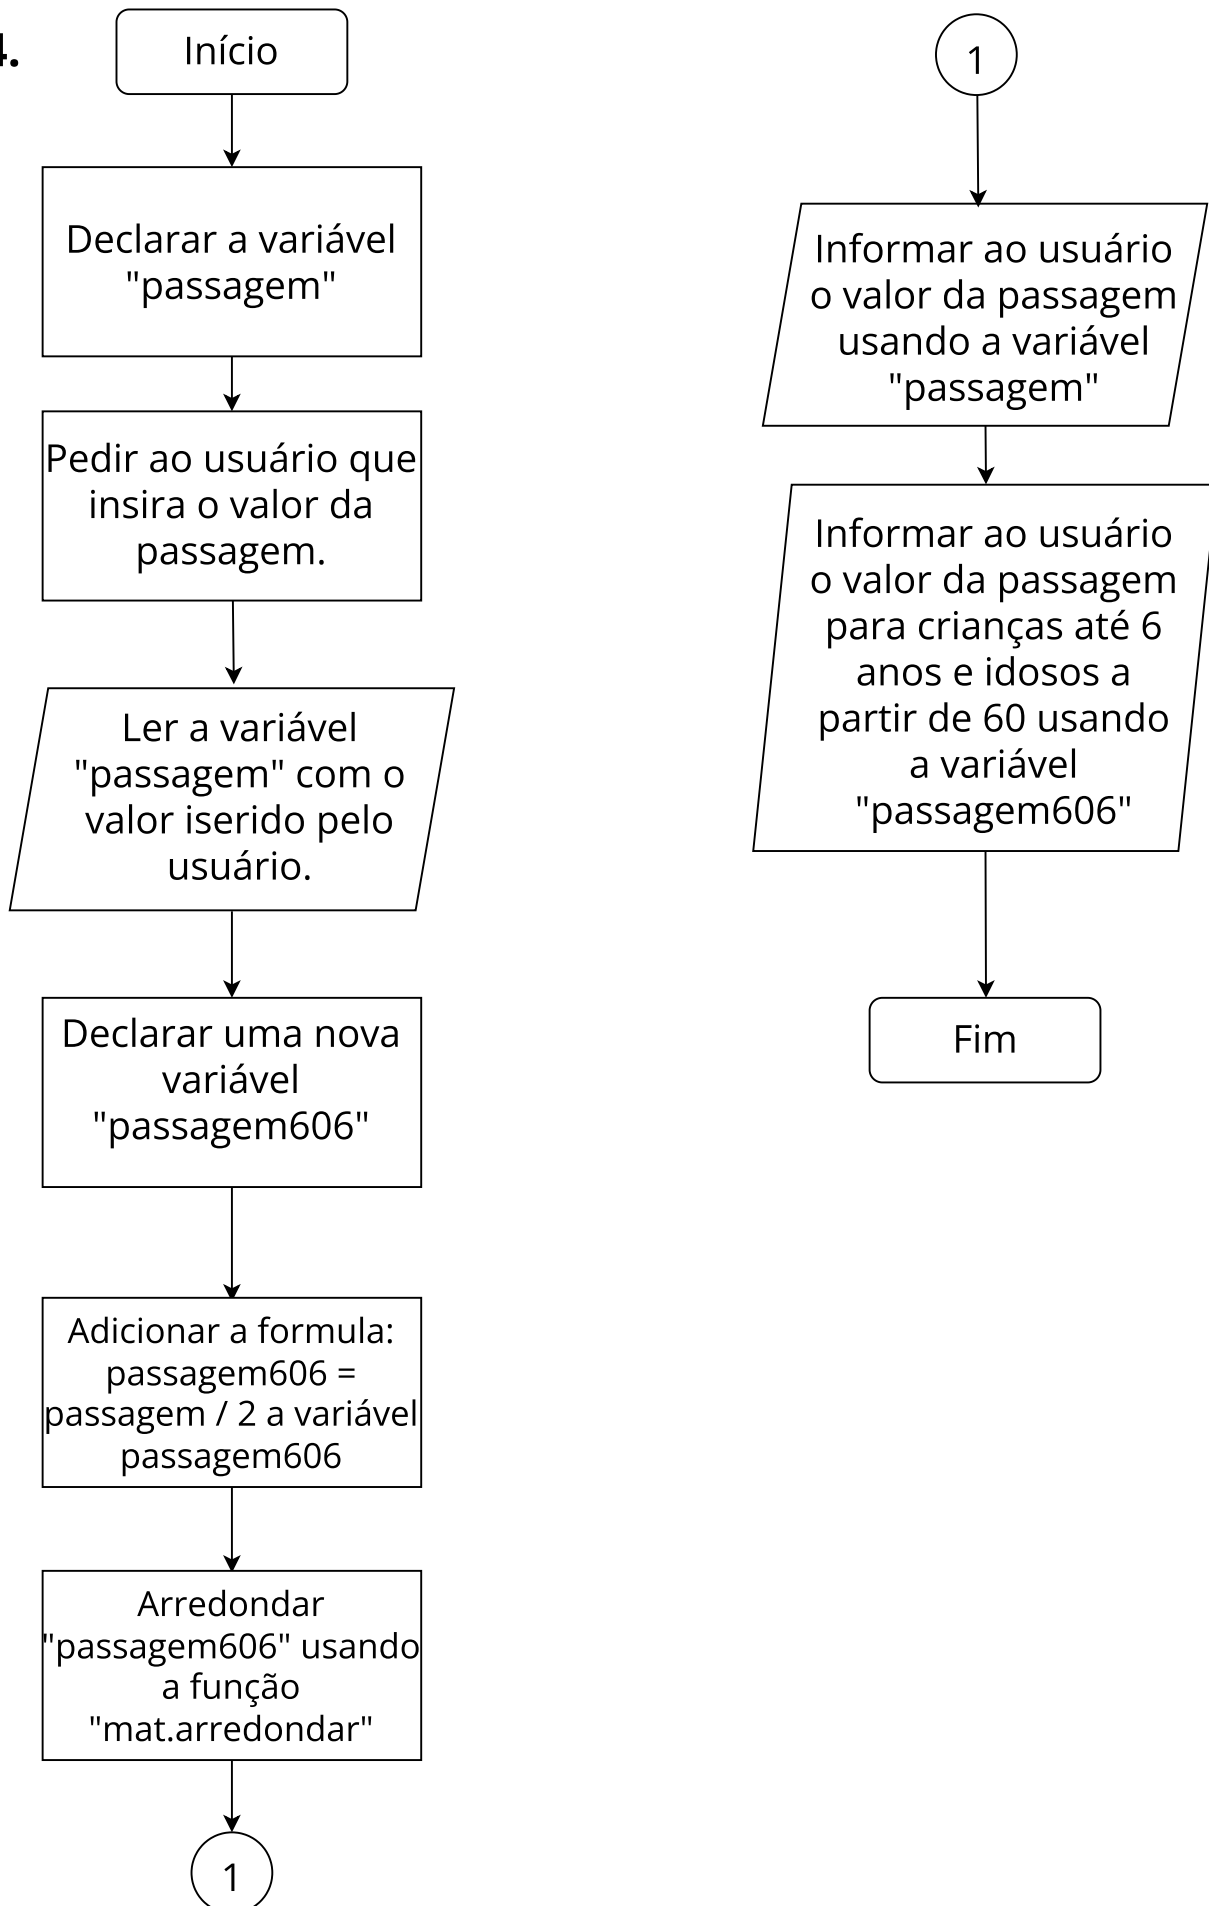 4.
Início
Declarar a variável
"passagem"
Pedir ao usuário que
insira o valor da
passagem.
Ler a variável
"passagem" com o
valor iserido pelo
usuário.
Declarar uma nova
variável
"passagem606"
Adicionar a formula:
passagem606 =
passagem / 2 a variável
passagem606
Arredondar
"passagem606" usando
a função
"mat.arredondar"
1
1
Informar ao usuário
o valor da passagem
usando a variável
"passagem"
Informar ao usuário
o valor da passagem
para crianças até 6
anos e idosos a
partir de 60 usando
a variável
"passagem606"
Fim